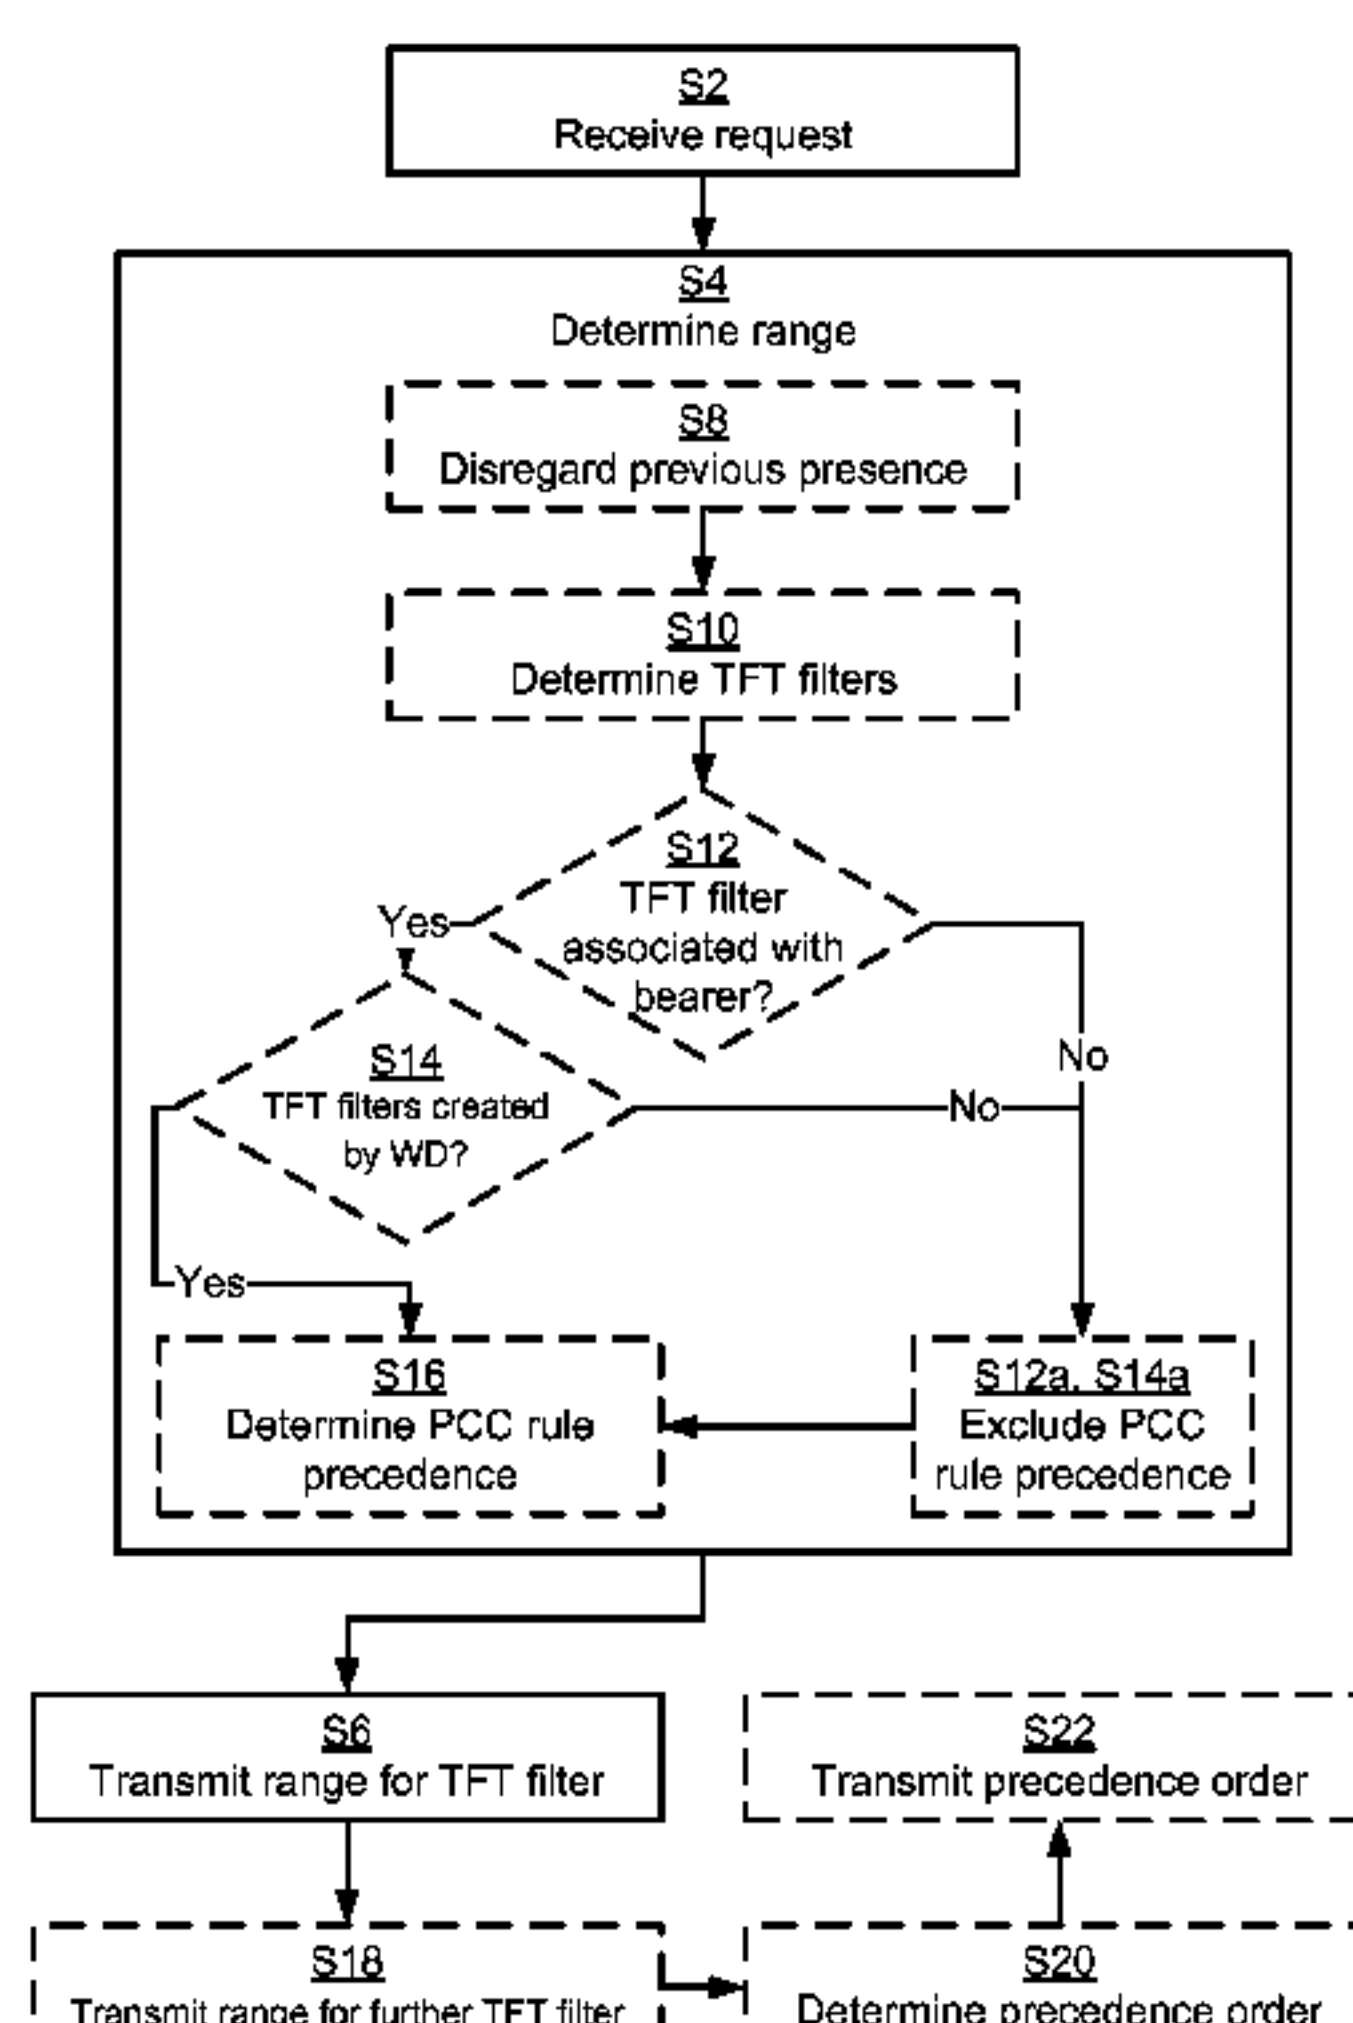 S2
Receive request
S4
Determine range
S8
Disregard previous presence
S10
Determine TFT filters
S12
TFT filter
associated with
bearer?
Yes
No
S14
TFT filters created
by WD?
No
Yes
S16
Determine PCC rule
precedence
S12a, S14a
Exclude PCC
rule precedence
S6
Transmit range for TFT filter
S22
Transmit precedence order
S18
Transmit range for further TFT filter
S20
Determine precedence order